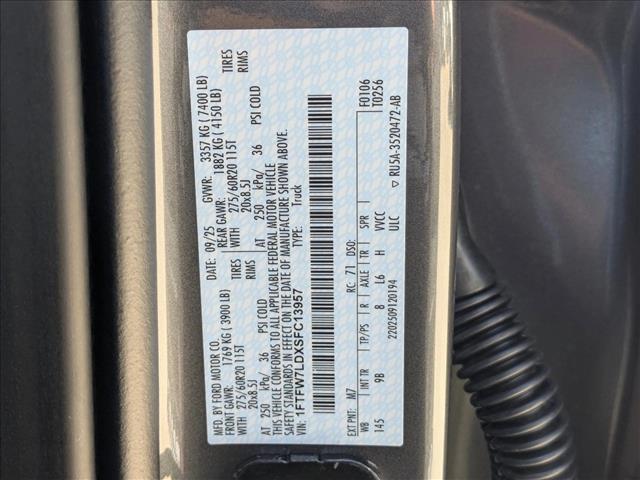 MFD. BY FORD MOTOR CO. DATE: 09/25 GVWR: 3357 KG ( 7400 LB)
FRONT GAWR: 1769 KG ( 3900 LB) REAR GAWR: 1882 KG ( 4150 LB)
WITH 275/60R20 115T TIRES WITH 275/60R20 115T TIRES
20x8.5J RIMS 20x8.5J RIMS
AT 250 kPa/ 36 PSI COLD AT 250 kPa/ 36 PSI COLD
THIS VEHICLE CONFORMS TO ALL APPLICABLE FEDERAL MOTOR VEHICLE
SAFETY STANDARDS IN EFFECT ON THE DATE OF MANUFACTURE SHOWN ABOVE.
1FTFW7LDXSFC13957 TYPE: Truck
F0106
T0256
EXT PNT: M7 RC: 71 DSO:
WB INT TR TP/PS R AXLE TR SPR
145 9B 8 L6 H VVCC
ULC
2202509120194 ▽ RU5A-3520472-AB